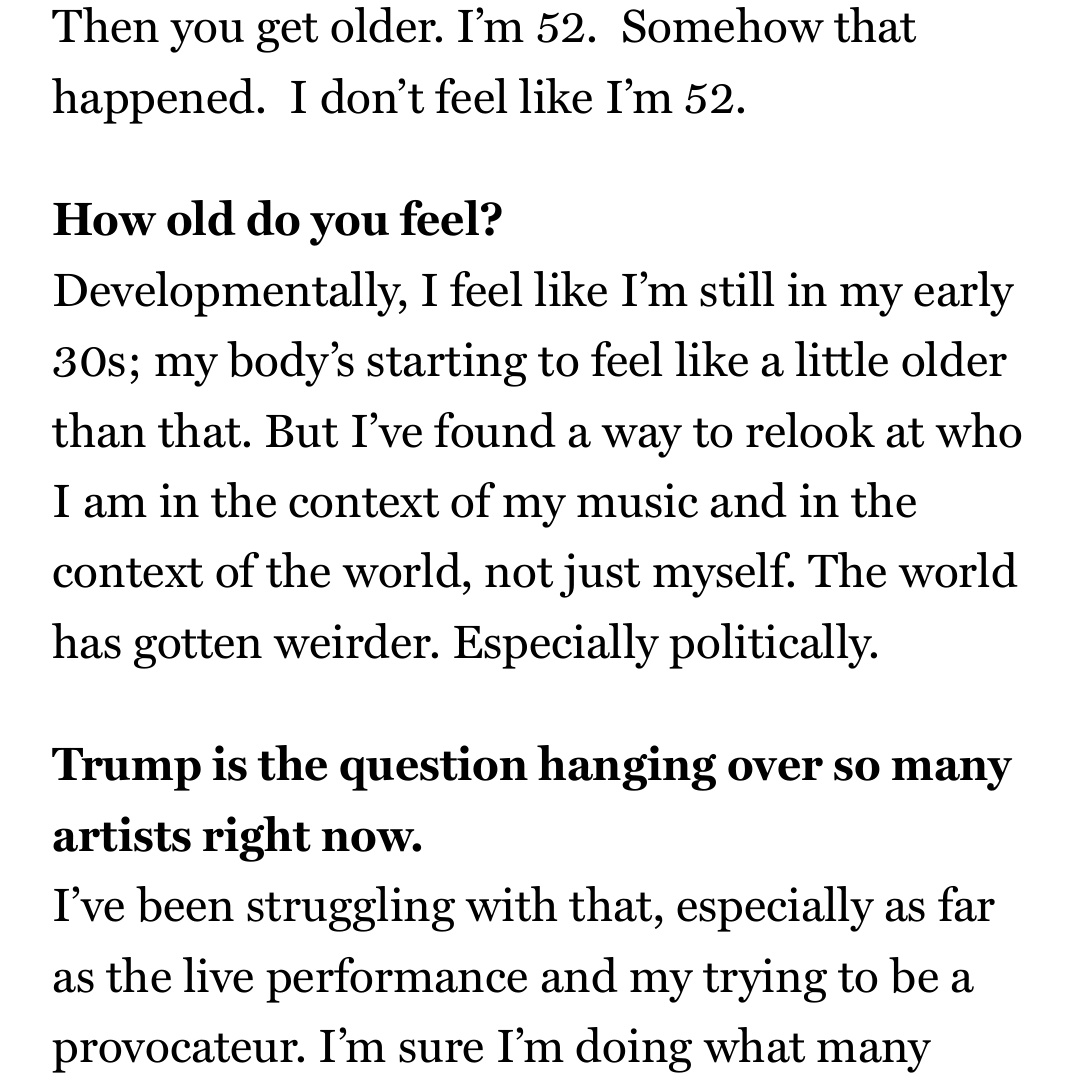 Then you get older. I’m 52.  Somehow that
happened.  I don’t feel like I’m 52.
How old do you feel?
Developmentally, I feel like I’m still in my early
30s; my body’s starting to feel like a little older
than that. But I’ve found a way to relook at who
I am in the context of my music and in the
context of the world, not just myself. The world
has gotten weirder. Especially politically.
Trump is the question hanging over so many
artists right now.
I’ve been struggling with that, especially as far
as the live performance and my trying to be a
provocateur. I’m sure I’m doing what many